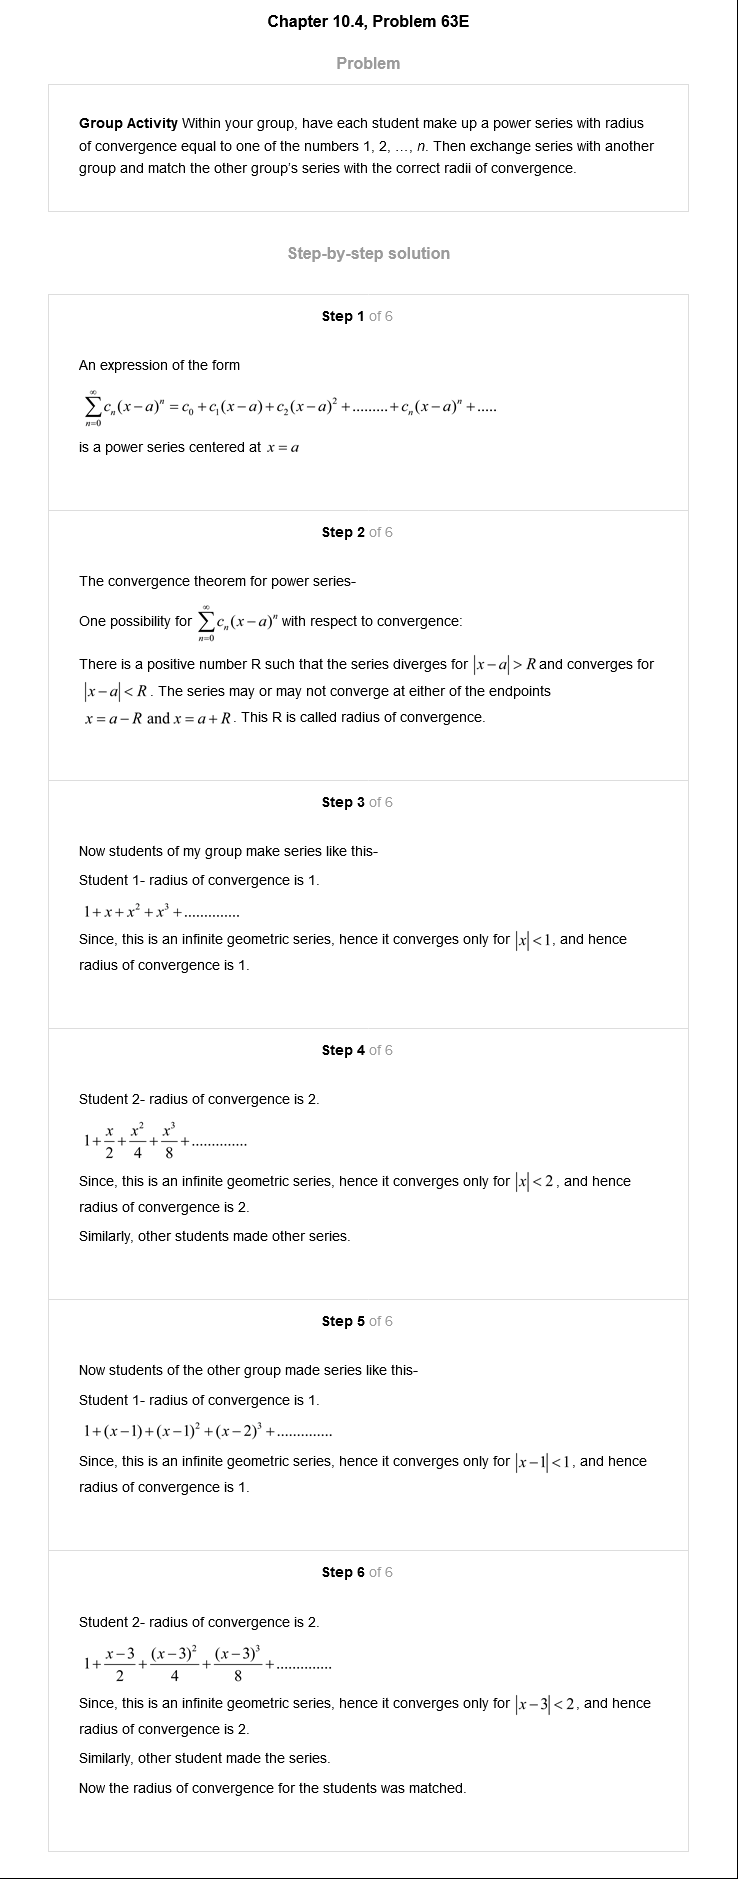 Chapter 10.4, Problem 63E
Problem
Group Activity Within your group, have each student make up a power series with radius
of convergence equal to one of the numbers 1, 2, ..., n. Then exchange series with another
group and match the other group's series with the correct radii of convergence.
Step-by-step solution
Step 1 of 6
An expression of the form
∑_{n=0}^{∞} c_n(x−a)^n = c_0 + c_1(x−a) + c_2(x−a)^2 + ......... + c_n(x−a)^n + .....
is a power series centered at x = a
Step 2 of 6
The convergence theorem for power series-
One possibility for ∑_{n=0}^{∞} c_n(x−a)^n with respect to convergence:
There is a positive number R such that the series diverges for |x−a| > R and converges for
|x−a| < R. The series may or may not converge at either of the endpoints
x = a − R and x = a + R. This R is called radius of convergence.
Step 3 of 6
Now students of my group make series like this-
Student 1- radius of convergence is 1.
1 + x + x^2 + x^3 + ..............
Since, this is an infinite geometric series, hence it converges only for |x| < 1, and hence
radius of convergence is 1.
Step 4 of 6
Student 2- radius of convergence is 2.
1 + x/2 + x^2/4 + x^3/8 + ..............
Since, this is an infinite geometric series, hence it converges only for |x| < 2, and hence
radius of convergence is 2.
Similarly, other students made other series.
Step 5 of 6
Now students of the other group made series like this-
Student 1- radius of convergence is 1.
1 + (x−1) + (x−1)^2 + (x−2)^3 + ..............
Since, this is an infinite geometric series, hence it converges only for |x−1| < 1, and hence
radius of convergence is 1.
Step 6 of 6
Student 2- radius of convergence is 2.
1 + (x−3)/2 + (x−3)^2/4 + (x−3)^3/8 + ..............
Since, this is an infinite geometric series, hence it converges only for |x−3| < 2, and hence
radius of convergence is 2.
Similarly, other student made the series.
Now the radius of convergence for the students was matched.